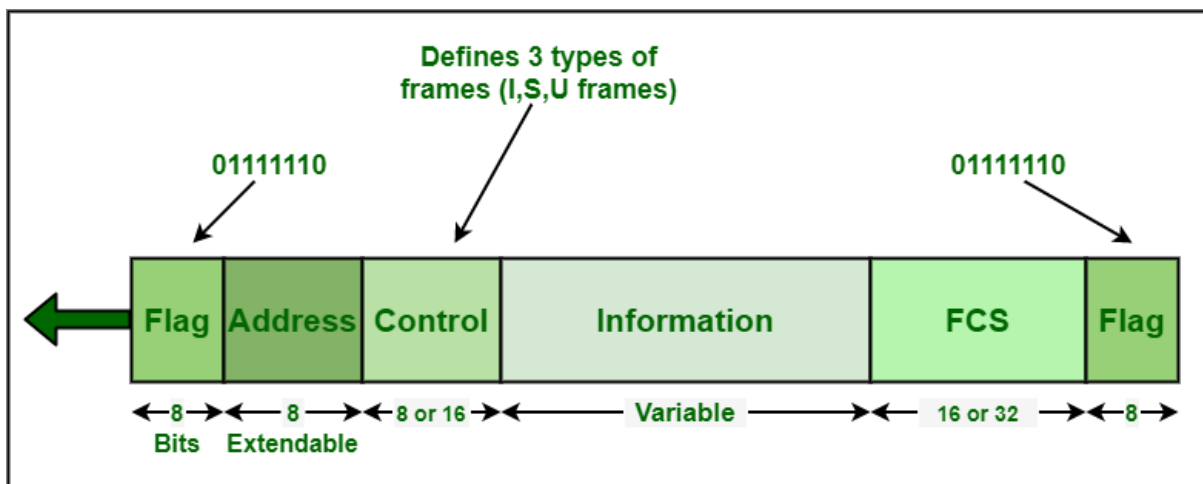 Defines 3 types of
frames (I,S,U frames)
01111110
01111110
Flag
Address
Control
Information
FCS
Flag
8
8
8 or 16
Variable
16 or 32
8
Bits
Extendable